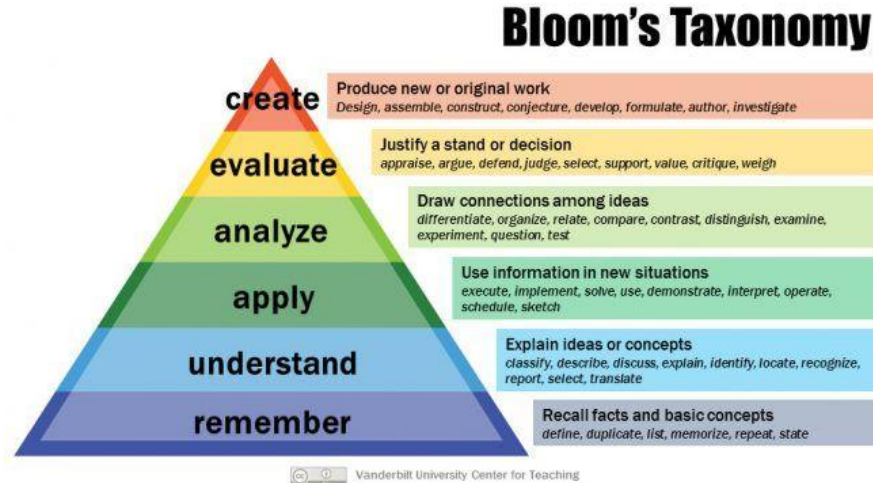 Bloom's Taxonomy
create
Produce new or original work
Design, assemble, construct, conjecture, develop, formulate, author, investigate
evaluate
Justify a stand or decision
appraise, argue, defend, judge, select, support, value, critique, weigh
analyze
Draw connections among ideas
differentiate, organize, relate, compare, contrast, distinguish, examine,
experiment, question, test
apply
Use information in new situations
execute, implement, solve, use, demonstrate, interpret, operate,
schedule, sketch
understand
Explain ideas or concepts
classify, describe, discuss, explain, identify, locate, recognize,
report, select, translate
remember
Recall facts and basic concepts
define, duplicate, list, memorize, repeat, state
cc Vanderbilt University Center for Teaching